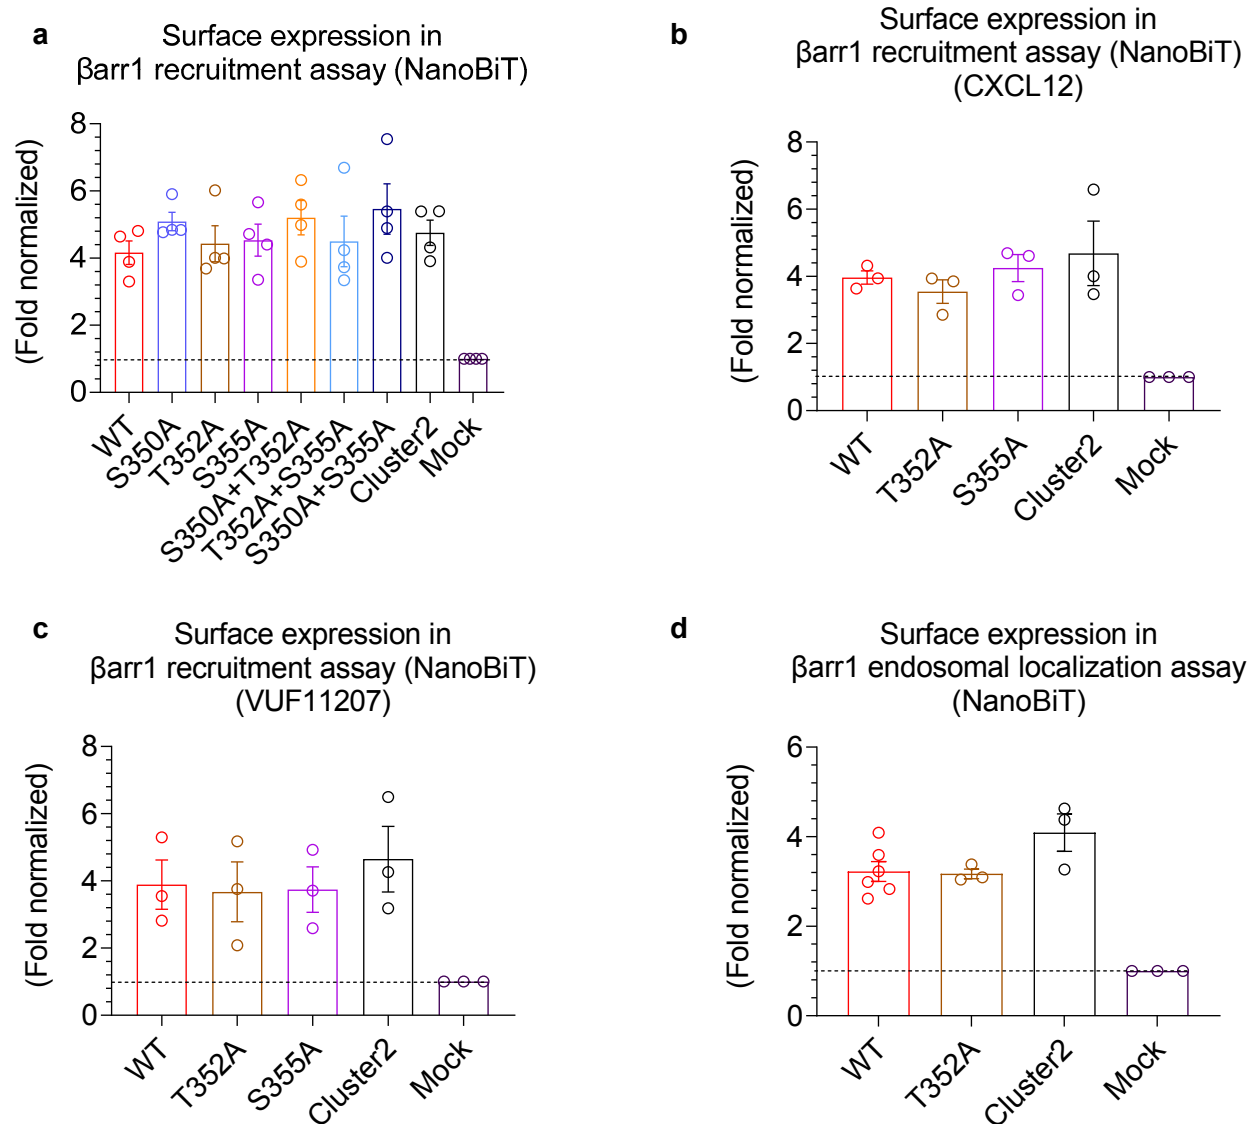 a
Surface expression in
βarr1 recruitment assay (NanoBiT)
(Fold normalized)
8
6
4
2
0
WT
S350A
T352A
S355A
S350A+T352A
T352A+S355A
S350A+S355A
Cluster2
Mock
b
Surface expression in
βarr1 recruitment assay (NanoBiT)
(CXCL12)
(Fold normalized)
8
6
4
2
0
WT
T352A
S355A
Cluster2
Mock
c
Surface expression in
βarr1 recruitment assay (NanoBiT)
(VUF11207)
(Fold normalized)
8
6
4
2
0
WT
T352A
S355A
Cluster2
Mock
d
Surface expression in
βarr1 endosomal localization assay
(NanoBiT)
(Fold normalized)
6
4
2
0
WT
T352A
Cluster2
Mock